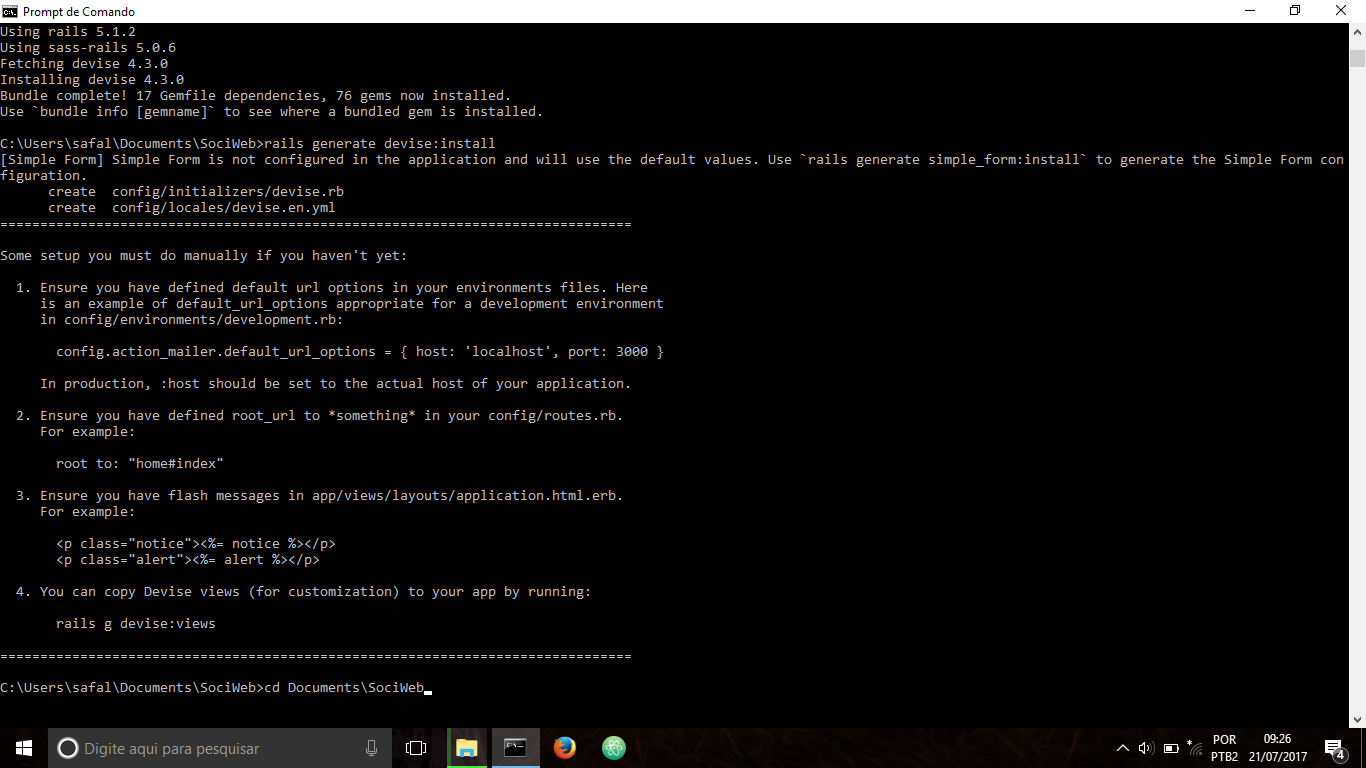 Prompt de Comando
Using rails 5.1.2
Using sass-rails 5.0.6
Fetching devise 4.3.0
Installing devise 4.3.0
Bundle complete! 17 Gemfile dependencies, 76 gems now installed.
Use `bundle info [gemname]` to see where a bundled gem is installed.
C:\Users\safal\Documents\SociWeb>rails generate devise:install
[Simple Form] Simple Form is not configured in the application and will use the default values. Use `rails generate simple_form:install` to generate the Simple Form con
figuration.
create  config/initializers/devise.rb
create  config/locales/devise.en.yml
===============================================================================
Some setup you must do manually if you haven't yet:
1. Ensure you have defined default url options in your environments files. Here
is an example of default_url_options appropriate for a development environment
in config/environments/development.rb:
config.action_mailer.default_url_options = { host: 'localhost', port: 3000 }
In production, :host should be set to the actual host of your application.
2. Ensure you have defined root_url to *something* in your config/routes.rb.
For example:
root to: "home#index"
3. Ensure you have flash messages in app/views/layouts/application.html.erb.
For example:
<p class="notice"><%= notice %></p>
<p class="alert"><%= alert %></p>
4. You can copy Devise views (for customization) to your app by running:
rails g devise:views
===============================================================================
C:\Users\safal\Documents\SociWeb>cd Documents\SociWeb
Digite aqui para pesquisar
POR
PTB2
09:26
21/07/2017
4